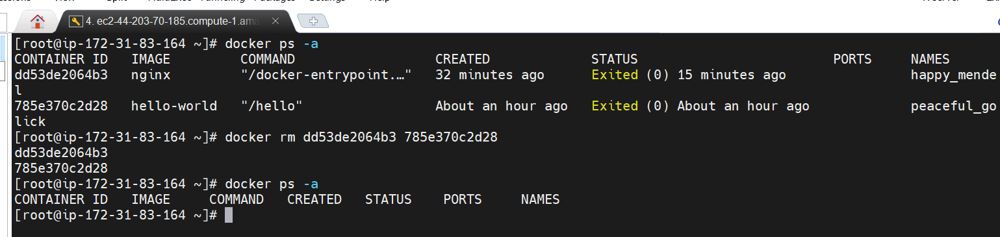 4. ec2-44-203-70-185.compute-1.ama
[root@ip-172-31-83-164 ~]# docker ps -a
CONTAINER ID   IMAGE         COMMAND                  CREATED             STATUS                         PORTS     NAMES
dd53de2064b3   nginx         "/docker-entrypoint.…"   32 minutes ago      Exited (0) 15 minutes ago                happy_mende
l
785e370c2d28   hello-world   "/hello"                 About an hour ago   Exited (0) About an hour ago             peaceful_go
lick
[root@ip-172-31-83-164 ~]# docker rm dd53de2064b3 785e370c2d28
dd53de2064b3
785e370c2d28
[root@ip-172-31-83-164 ~]# docker ps -a
CONTAINER ID   IMAGE     COMMAND   CREATED   STATUS    PORTS     NAMES
[root@ip-172-31-83-164 ~]#